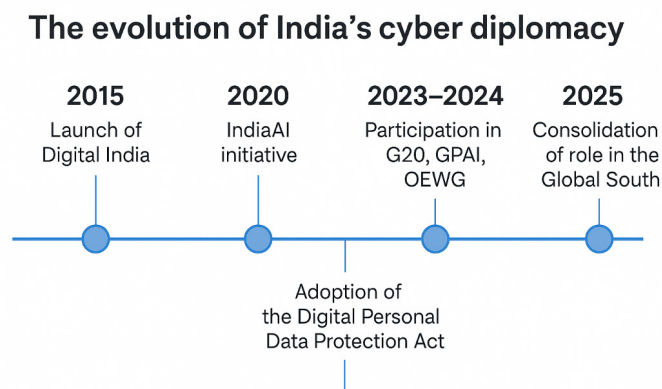 The evolution of India's cyber diplomacy
2015
Launch of
Digital India
2020
IndiaAI
initiative
2023–2024
Participation in
G20, GPAI,
OEWG
2025
Consolidation
of role in the
Global South
Adoption of
the Digital Personal
Data Protection Act